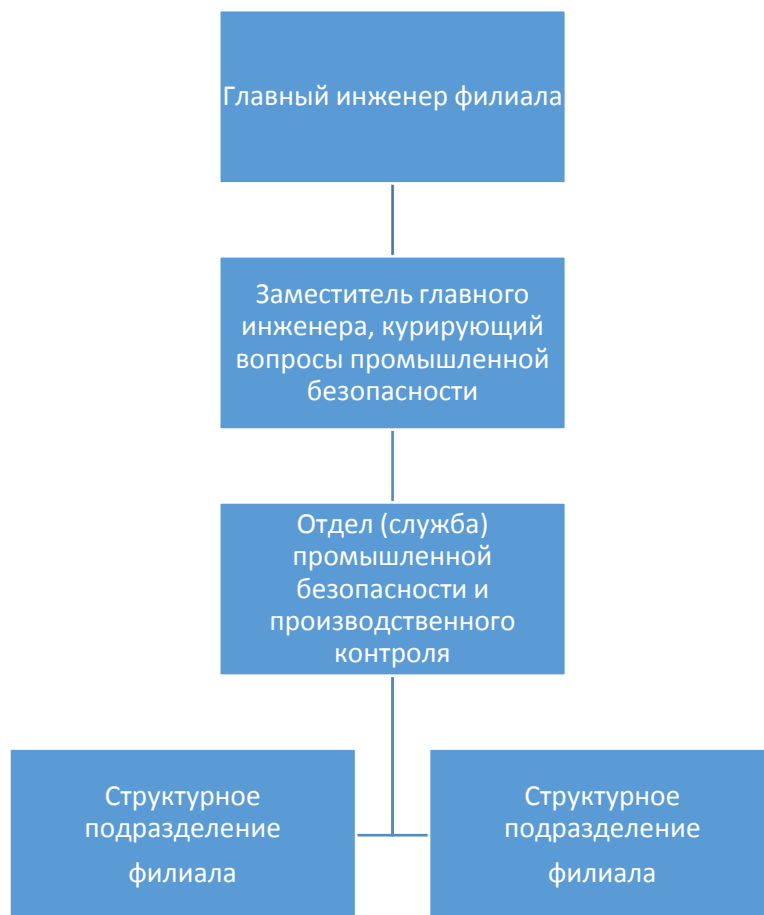 Главный инженер филиала
Заместитель главного
инженера, курирующий
вопросы промышленной
безопасности
Отдел (служба)
промышленной
безопасности и
производственного
контроля
Структурное
подразделение
филиала
Структурное
подразделение
филиала